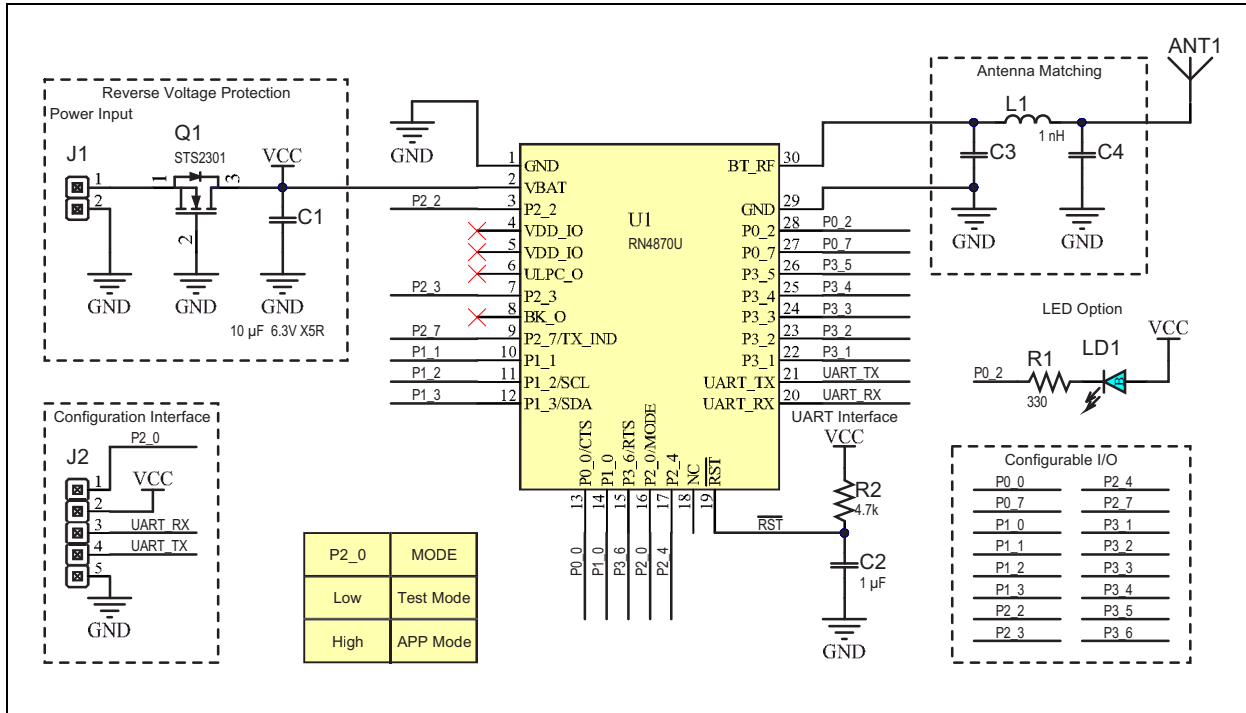 Reverse Voltage Protection
Power Input
J1
1
2
GND
Q1
STS2301
1
3
2
GND
VCC
C1
GND
10 µF 6.3V X5R
GND
U1
RN4870U
1 GND
2 VBAT
P2_2 3 P2_2
4 VDD_IO
5 VDD_IO
6 ULPC_O
P2_3 7 P2_3
8 BK_O
P2_7 9 P2_7/TX_IND
P1_1 10 P1_1
P1_2 11 P1_2/SCL
P1_3 12 P1_3/SDA
BT_RF 30
GND 29
P0_2 28 P0_2
P0_7 27 P0_7
P3_5 26 P3_5
P3_4 25 P3_4
P3_3 24 P3_3
P3_2 23 P3_2
P3_1 22 P3_1
UART_TX 21 UART_TX
UART_RX 20 UART_RX
UART Interface
P0_0/CTS 13 P0_0
P1_0 14 P1_0
P3_6/RTS 15 P3_6
P2_0/MODE 16 P2_0
P2_4 17 P2_4
NC 18
RST 19
RST
VCC
R2
4.7k
C2
1 µF
GND
Antenna Matching
ANT1
L1
1 nH
C3
C4
GND
GND
LED Option
VCC
P0_2
R1
330
LD1
B
Configuration Interface
P2_0
J2
VCC
1
2
3 UART_RX
4 UART_TX
5
GND
P2_0 MODE
Low Test Mode
High APP Mode
Configurable I/O
P0_0 P2_4
P0_7 P2_7
P1_0 P3_1
P1_1 P3_2
P1_2 P3_3
P1_3 P3_4
P2_2 P3_5
P2_3 P3_6